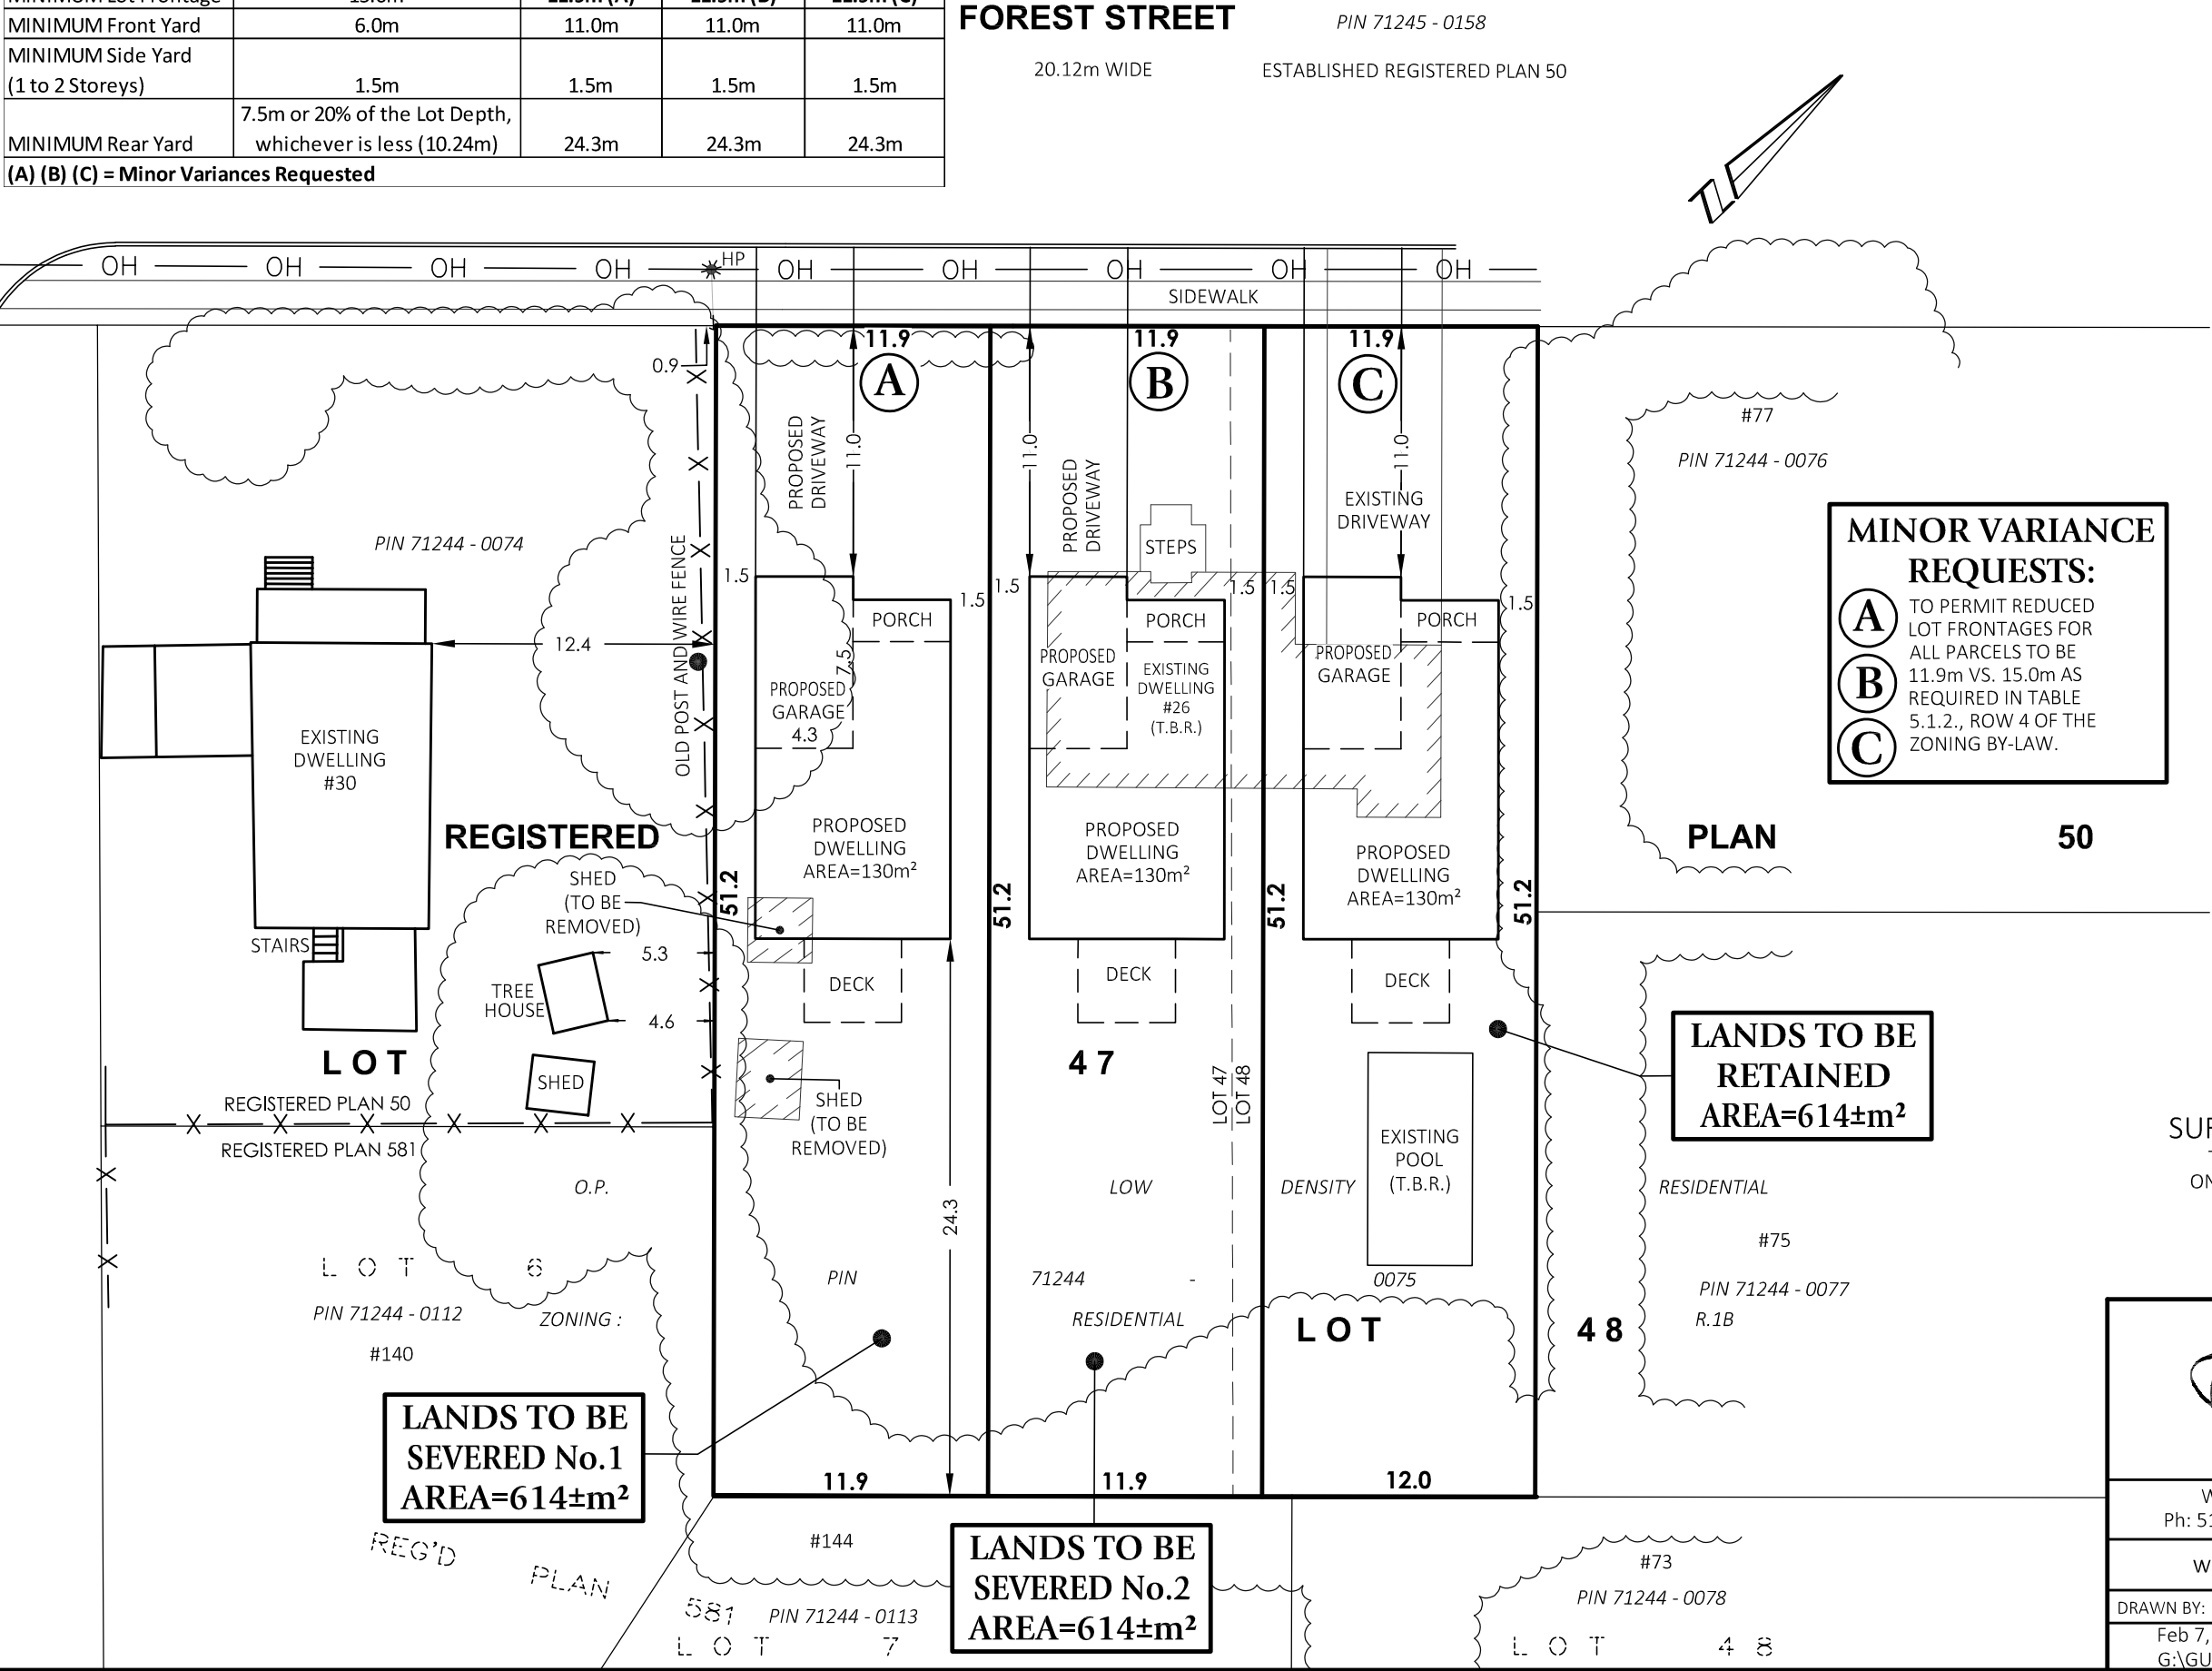 MINIMUM Lot Frontage 15.0m 11.9m (A) 11.9m (B) 11.9m (C)
MINIMUM Front Yard 6.0m 11.0m 11.0m 11.0m
MINIMUM Side Yard
(1 to 2 Storeys) 1.5m 1.5m 1.5m 1.5m
7.5m or 20% of the Lot Depth,
MINIMUM Rear Yard whichever is less (10.24m) 24.3m 24.3m 24.3m
(A) (B) (C) = Minor Variances Requested
FOREST STREET
PIN 71245 - 0158
20.12m WIDE
ESTABLISHED REGISTERED PLAN 50
OH OH OH OH HP OH OH OH OH OH
SIDEWALK
0.9
11.9
A
11.9
B
11.9
C
PROPOSED
DRIVEWAY
11.0
11.0
PROPOSED
DRIVEWAY
11.0
EXISTING
DRIVEWAY
STEPS
#77
PIN 71244 - 0076
MINOR VARIANCE
REQUESTS:
A
B
C
TO PERMIT REDUCED
LOT FRONTAGES FOR
ALL PARCELS TO BE
11.9m VS. 15.0m AS
REQUIRED IN TABLE
5.1.2., ROW 4 OF THE
ZONING BY-LAW.
PIN 71244 - 0074
OLD POST AND WIRE FENCE
12.4
1.5
1.5
1.5
1.5
1.5
1.5
PORCH
PORCH
PORCH
7.5
PROPOSED
GARAGE
4.3
PROPOSED
GARAGE
EXISTING
DWELLING
#26
(T.B.R.)
PROPOSED
GARAGE
EXISTING
DWELLING
#30
REGISTERED
PLAN
50
PROPOSED
DWELLING
AREA=130m²
PROPOSED
DWELLING
AREA=130m²
PROPOSED
DWELLING
AREA=130m²
51.2
51.2
51.2
51.2
SHED
(TO BE
REMOVED)
STAIRS
5.3
TREE
HOUSE
4.6
SHED
DECK
DECK
DECK
LOT
47
LOT 47
LOT 48
LANDS TO BE
RETAINED
AREA=614±m²
REGISTERED PLAN 50
REGISTERED PLAN 581
SHED
(TO BE
REMOVED)
EXISTING
POOL
(T.B.R.)
O.P.
LOW
DENSITY
RESIDENTIAL
24.3
#75
LOT 6
PIN
71244
-
0075
PIN 71244 - 0077
PIN 71244 - 0112
ZONING :
RESIDENTIAL
LOT
48
R.1B
#140
LANDS TO BE
SEVERED No.1
AREA=614±m²
11.9
11.9
12.0
REG'D PLAN 581
#144
PIN 71244 - 0113
LOT 7
LANDS TO BE
SEVERED No.2
AREA=614±m²
#73
PIN 71244 - 0078
LOT 48
Ph:
DRAWN BY:
Feb 7,
G:\GU